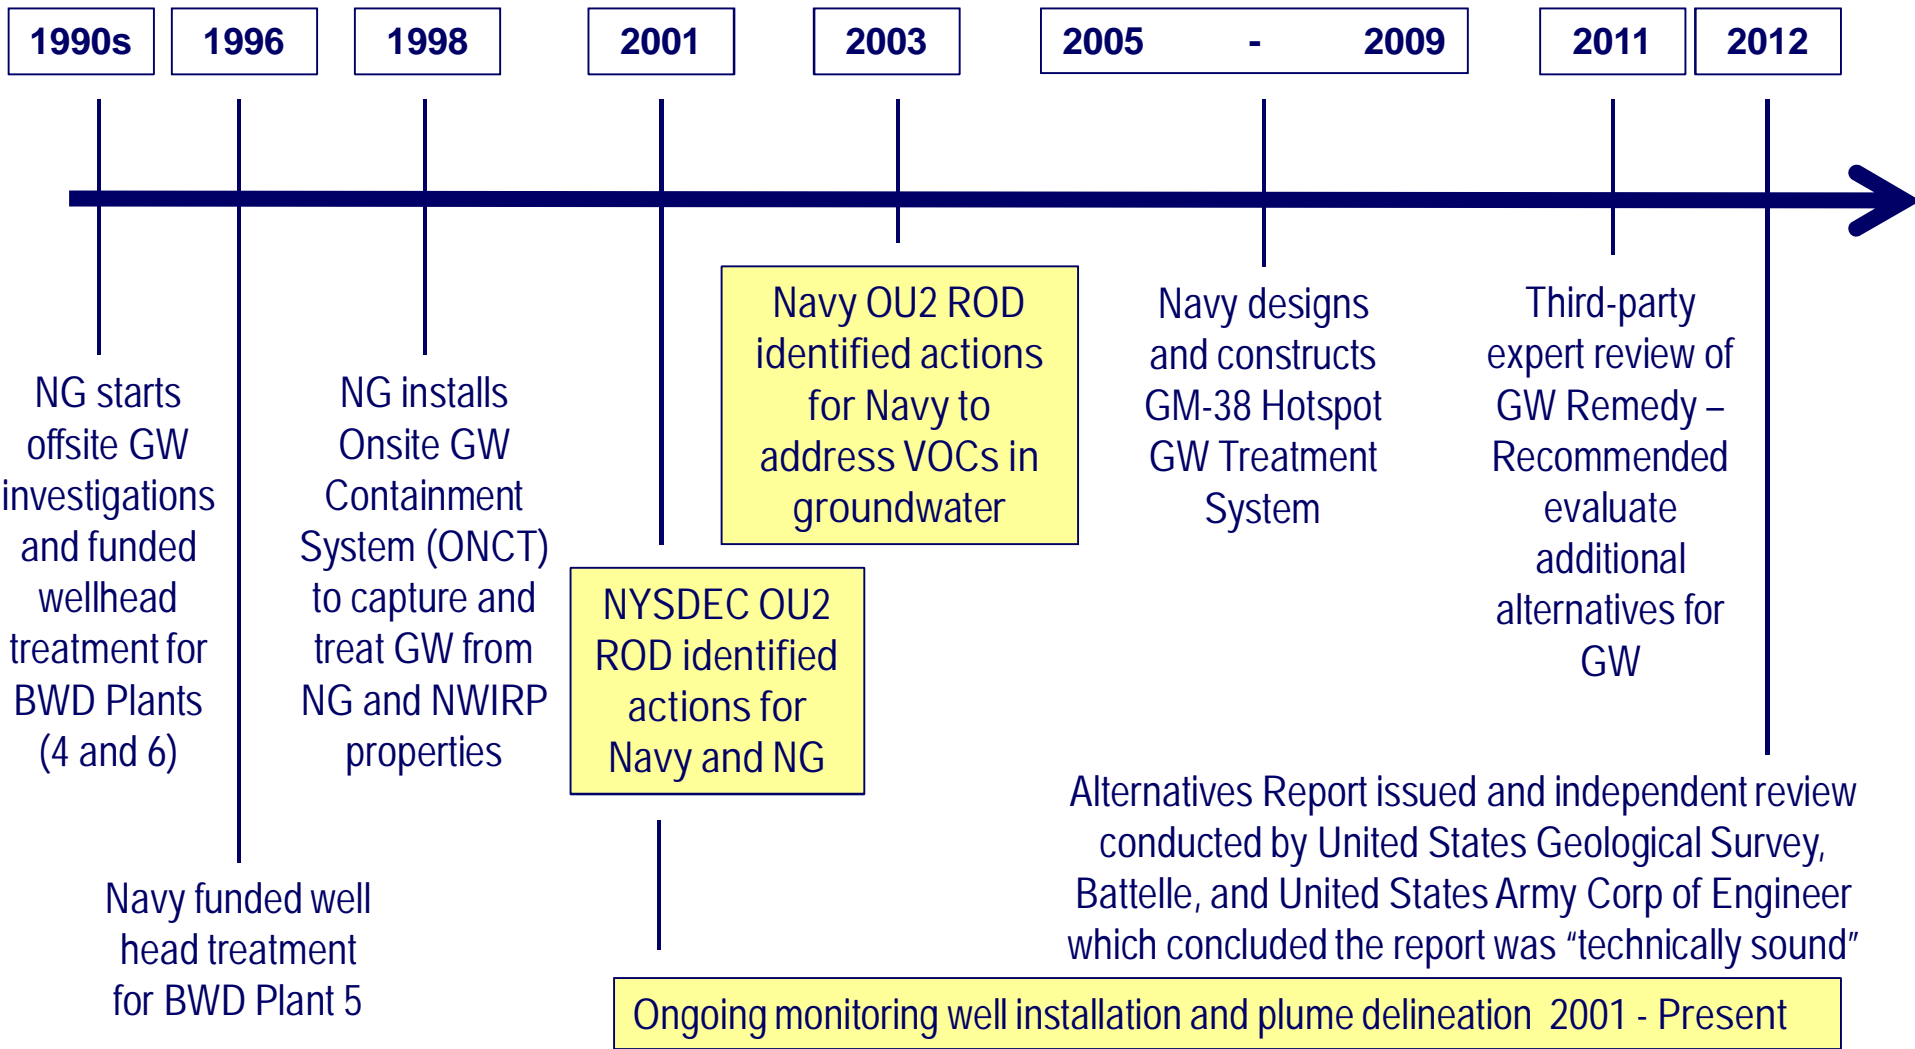 1990s
1996
1998
2001
2003
2005 - 2009
2011
2012
NG starts
offsite GW
investigations
and funded
wellhead
treatment for
BWD Plants
(4 and 6)
Navy funded well
head treatment
for BWD Plant 5
NG installs
Onsite GW
Containment
System (ONCT)
to capture and
treat GW from
NG and NWIRP
properties
NYSDEC OU2
ROD identified
actions for
Navy and NG
Navy OU2 ROD
identified actions
for Navy to
address VOCs in
groundwater
Navy designs
and constructs
GM-38 Hotspot
GW Treatment
System
Third-party
expert review of
GW Remedy –
Recommended
evaluate
additional
alternatives for
GW
Alternatives Report issued and independent review
conducted by United States Geological Survey,
Battelle, and United States Army Corp of Engineer
which concluded the report was “technically sound”
Ongoing monitoring well installation and plume delineation 2001 - Present